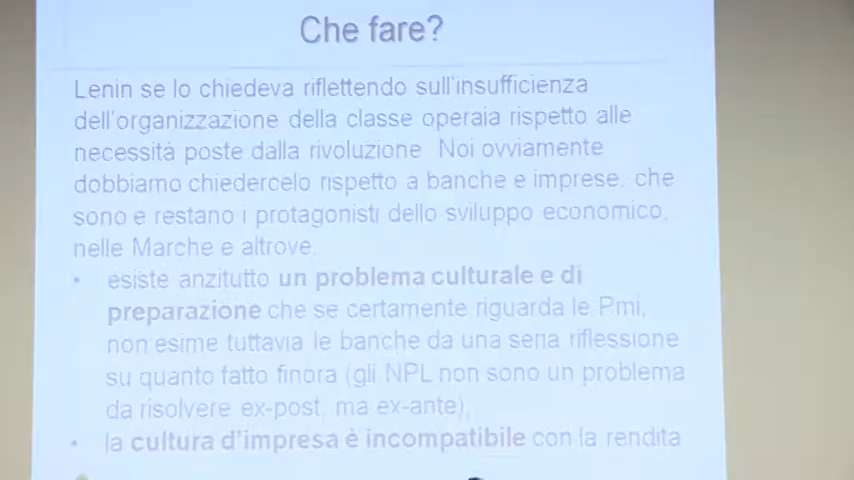 Che fare?
Lenin se lo chiedeva riflettendo sull'insufficienza
dell'organizzazione della classe operaia rispetto alle
necessità poste dalla rivoluzione. Noi ovviamente
dobbiamo chiedercelo rispetto a banche e imprese, che
sono e restano i protagonisti dello sviluppo economico,
nelle Marche e altrove.
• esiste anzitutto un problema culturale e di
preparazione che se certamente riguarda le Pmi,
non esime tuttavia le banche da una seria riflessione
su quanto fatto finora (gli NPL non sono un problema
da risolvere ex-post, ma ex-ante);
• la cultura d'impresa è incompatibile con la rendita